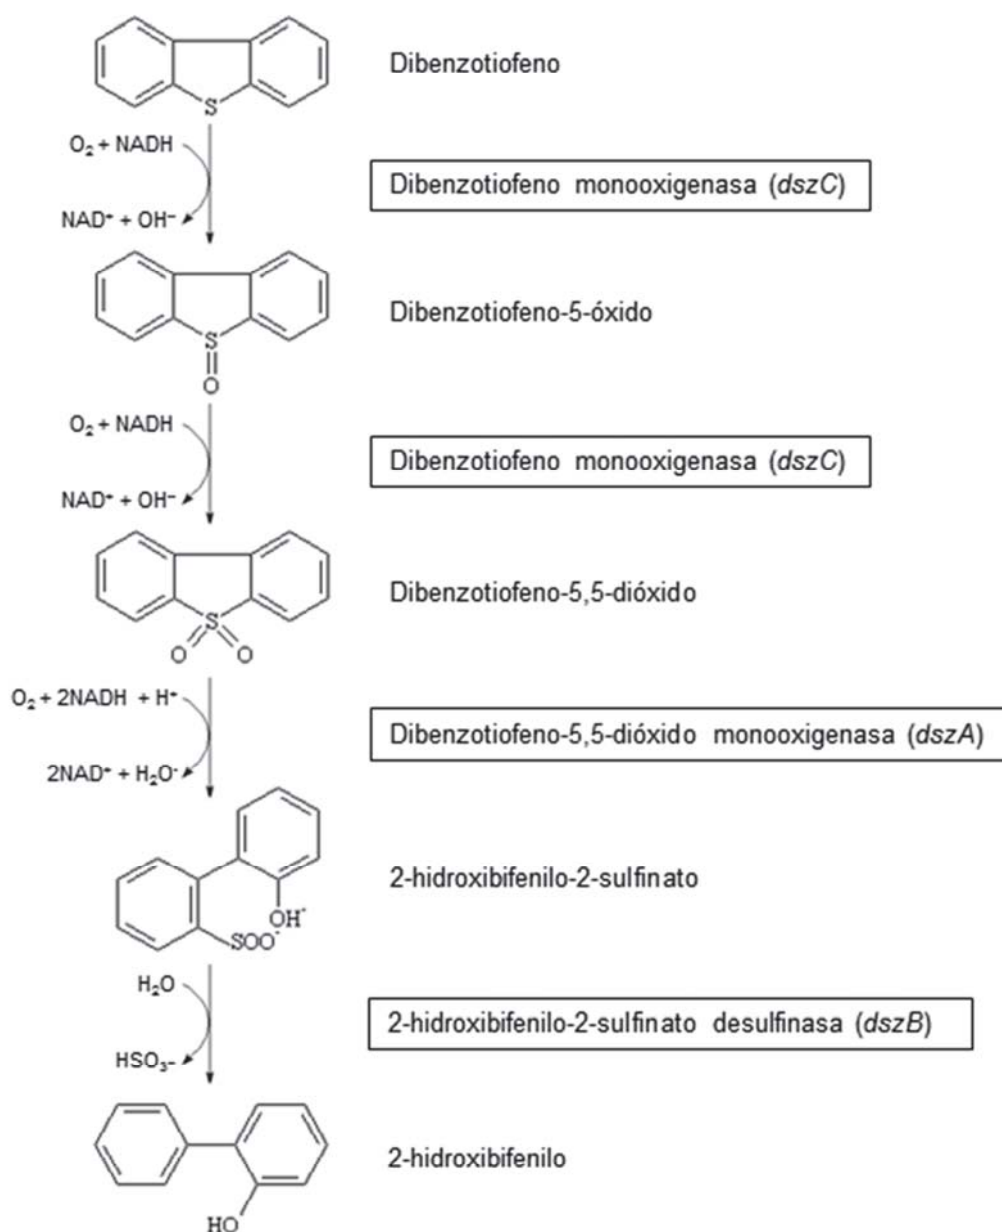 Dibenzotiofeno
S
O₂ + NADH
Dibenzotiofeno monooxigenasa (dszC)
NAD⁺ + OH⁻
Dibenzotiofeno-5-óxido
S
O
O₂ + NADH
Dibenzotiofeno monooxigenasa (dszC)
NAD⁺ + OH⁻
Dibenzotiofeno-5,5-dióxido
S
O O
O₂ + 2NADH + H⁺
Dibenzotiofeno-5,5-dióxido monooxigenasa (dszA)
2NAD⁺ + H₂O⁻
2-hidroxibifenilo-2-sulfinato
OH⁻
SOO⁻
H₂O
2-hidroxibifenilo-2-sulfinato desulfinasa (dszB)
HSO₃–
2-hidroxibifenilo
HO